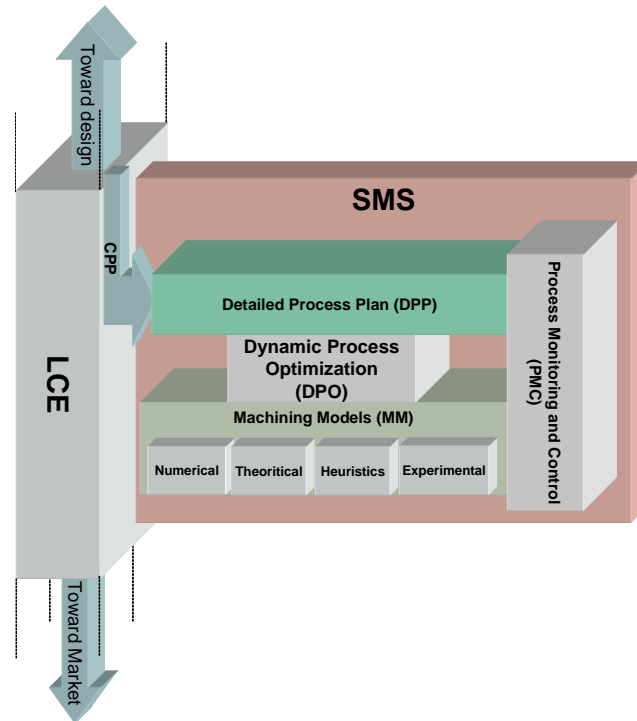 Toward design
SMS
CPP
Detailed Process Plan (DPP)
Dynamic Process
Optimization
(DPO)
Process Monitoring and Control
(PMC)
LCE
Machining Models (MM)
Numerical
Theoritical
Heuristics
Experimental
Toward Market